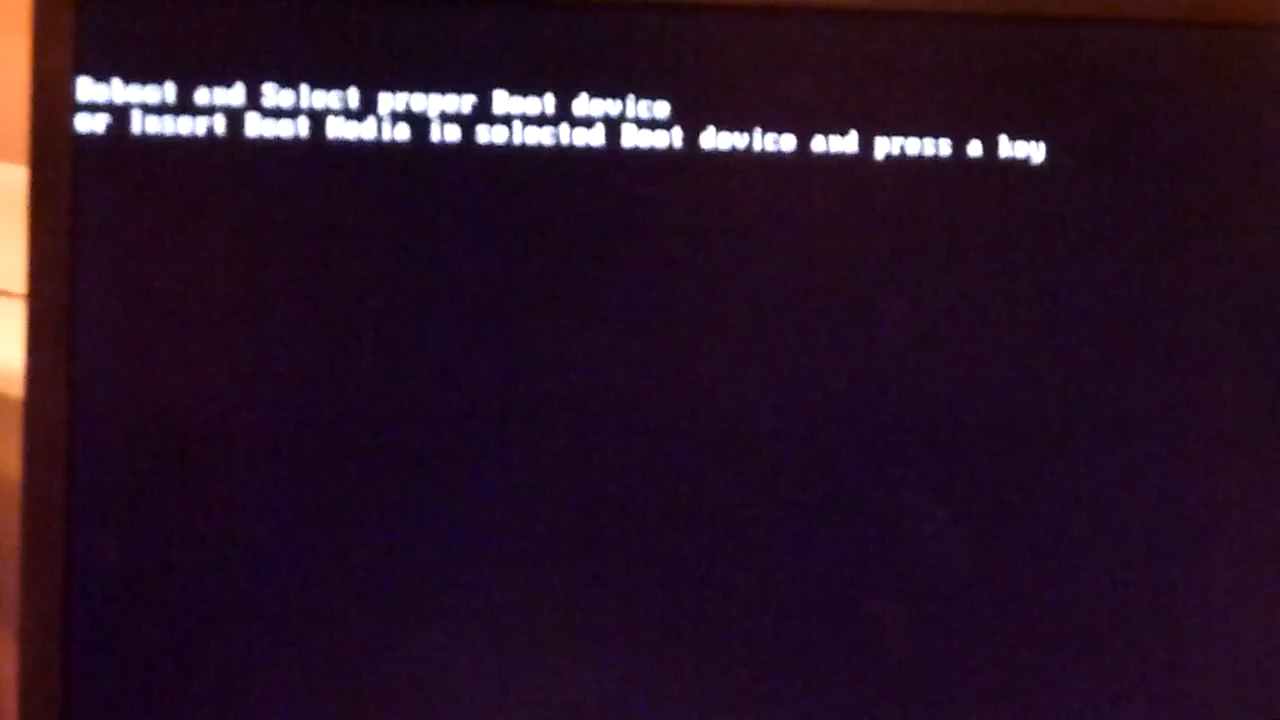 Reboot and Select proper Boot device
or Insert Boot Media in selected Boot device and press a key